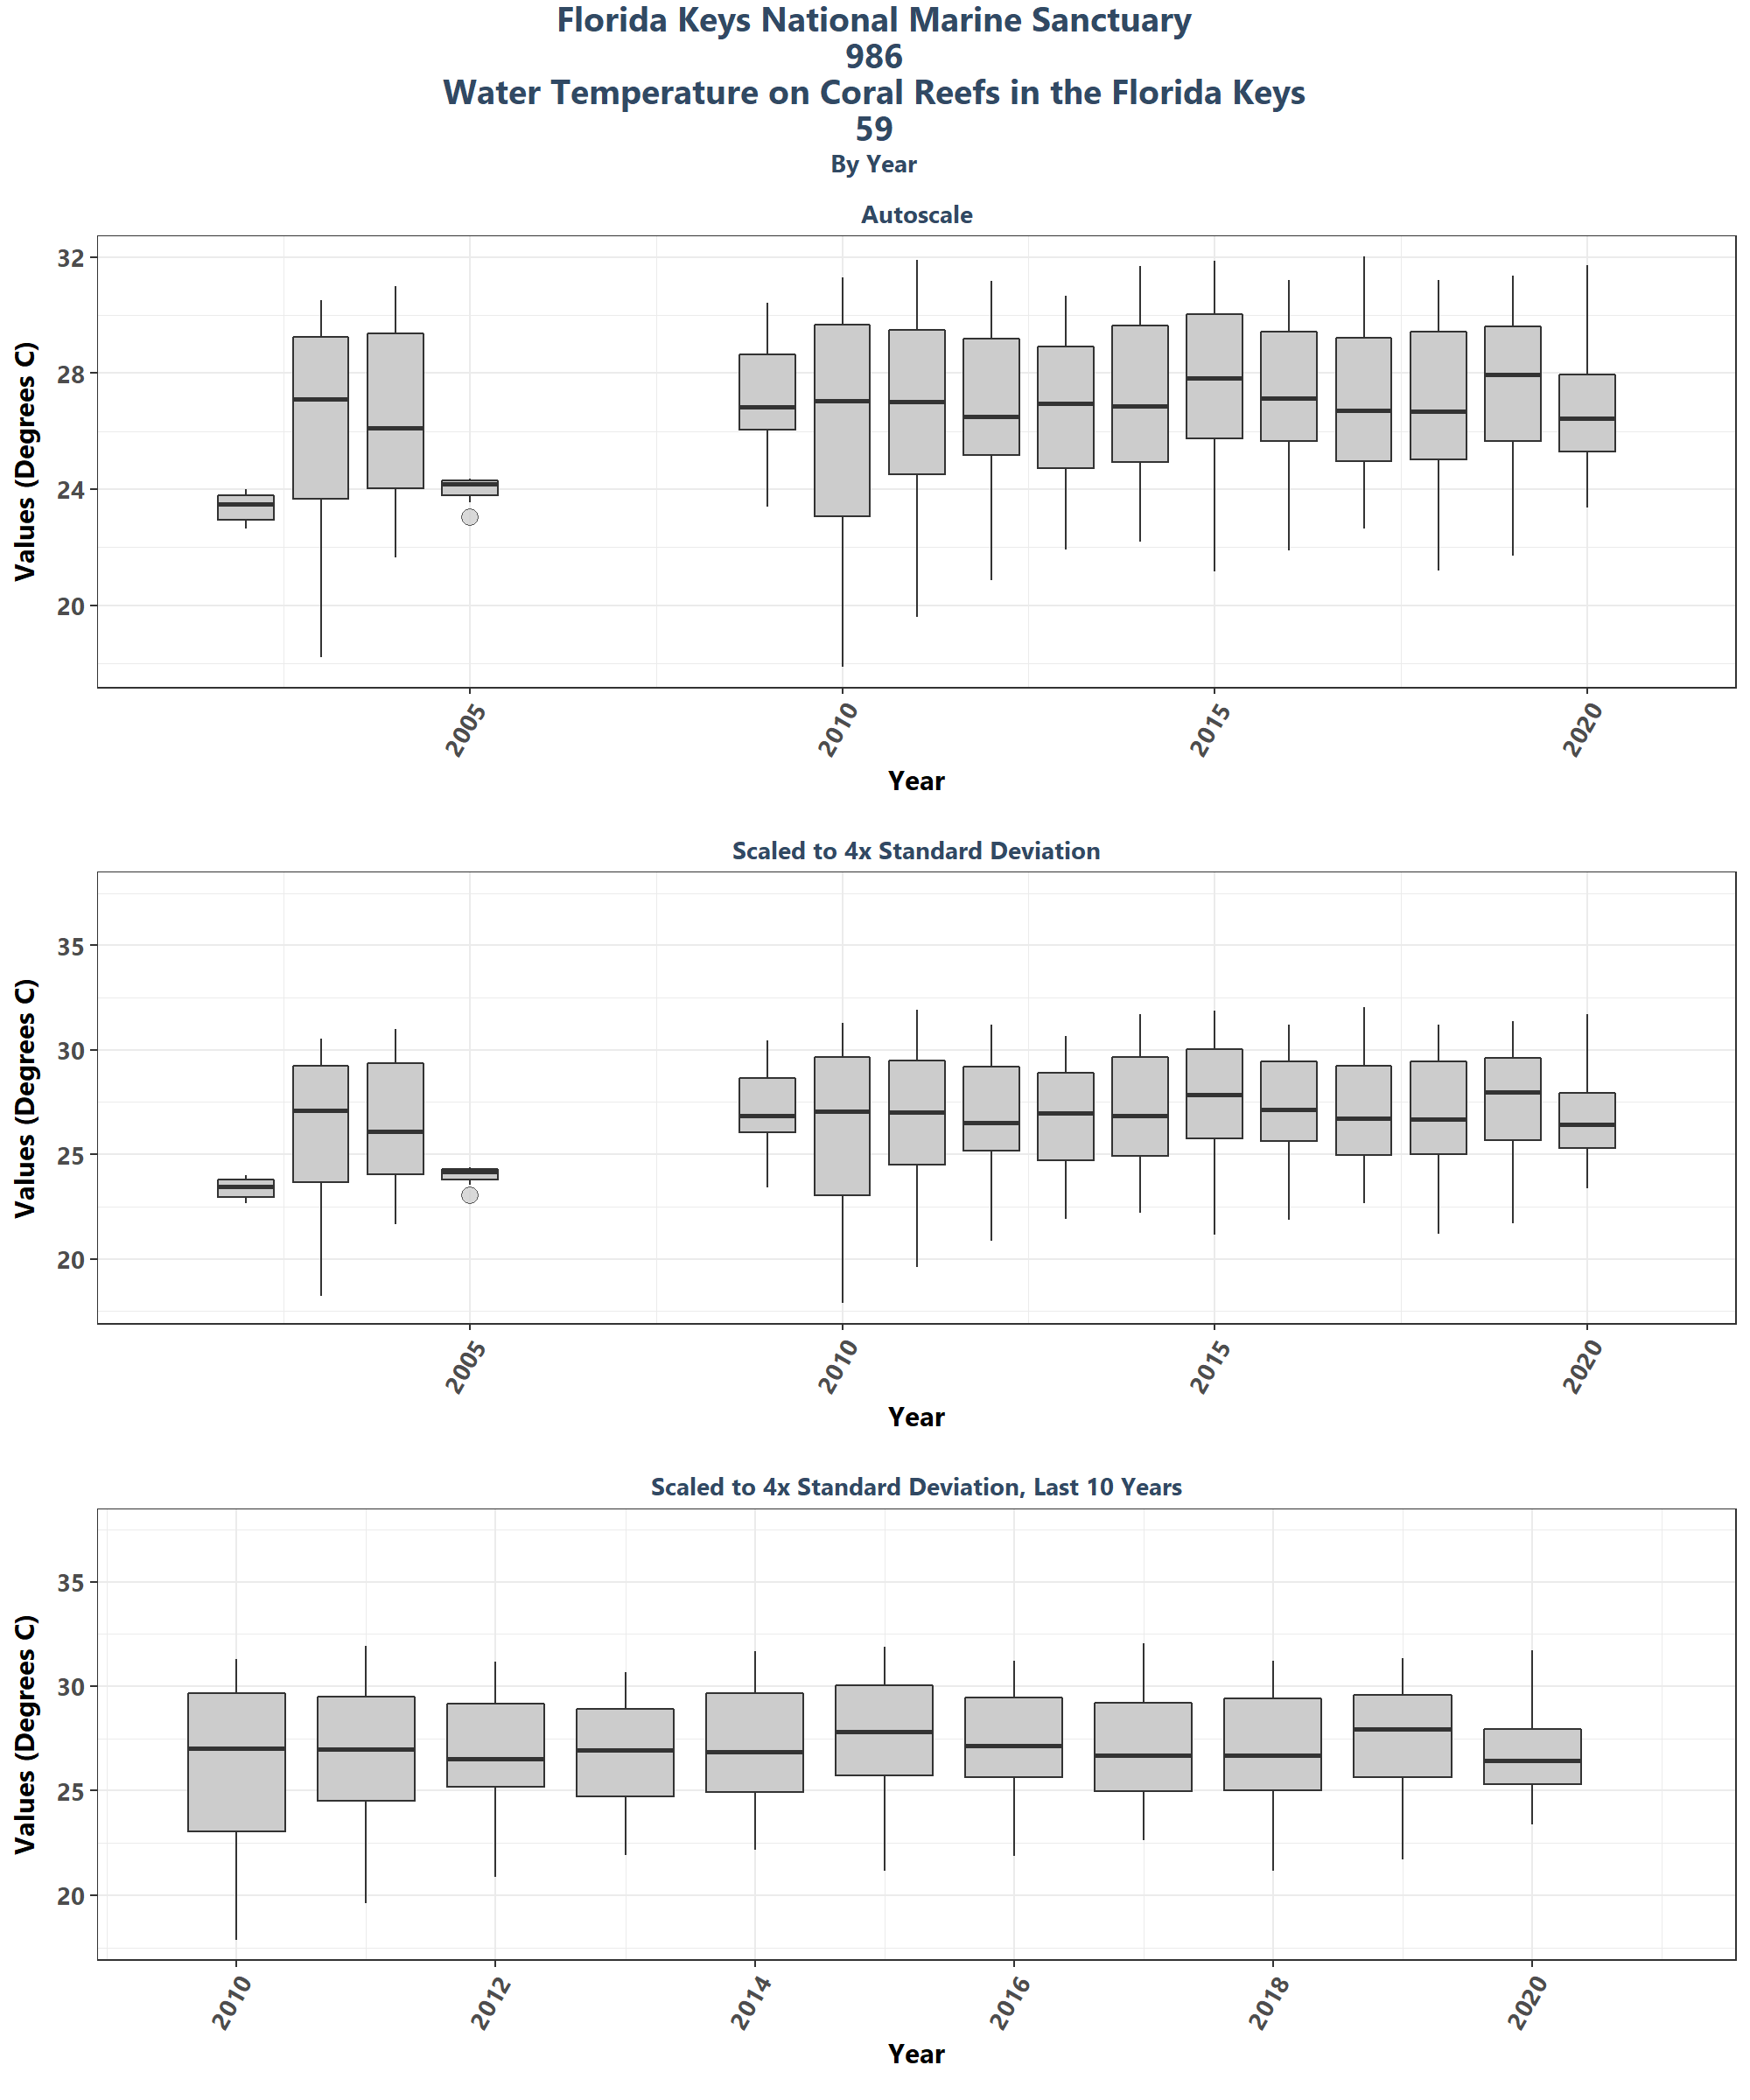 Florida Keys National Marine Sanctuary
986
Water Temperature on Coral Reefs in the Florida Keys
59
By Year
Autoscale
Values (Degrees C)
32
28
24
20
2005
2010
2015
2020
Year
Scaled to 4x Standard Deviation
Values (Degrees C)
35
30
25
20
2005
2010
2015
2020
Year
Scaled to 4x Standard Deviation, Last 10 Years
Values (Degrees C)
35
30
25
20
2010
2012
2014
2016
2018
2020
Year